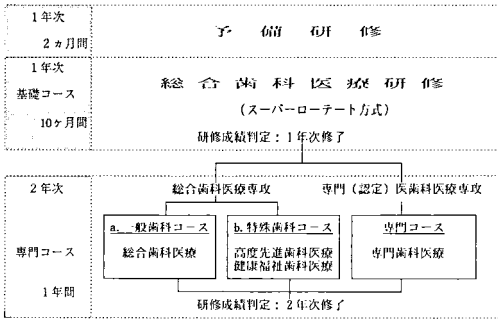 1年次
2ヵ月間
予備研修
1年次
基礎コース
10ヶ月間
総合歯科医療研修
(スーパーローテート方式)
研修成績判定：1年次修了
2年次
専門コース
1年間
総合歯科医療専攻
専門（認定）医歯科医療専攻
a.一般歯科コース
総合歯科医療
b.特殊歯科コース
高度先進歯科医療
健康福祉歯科医療
専門コース
専門歯科医療
研修成績判定：2年次修了